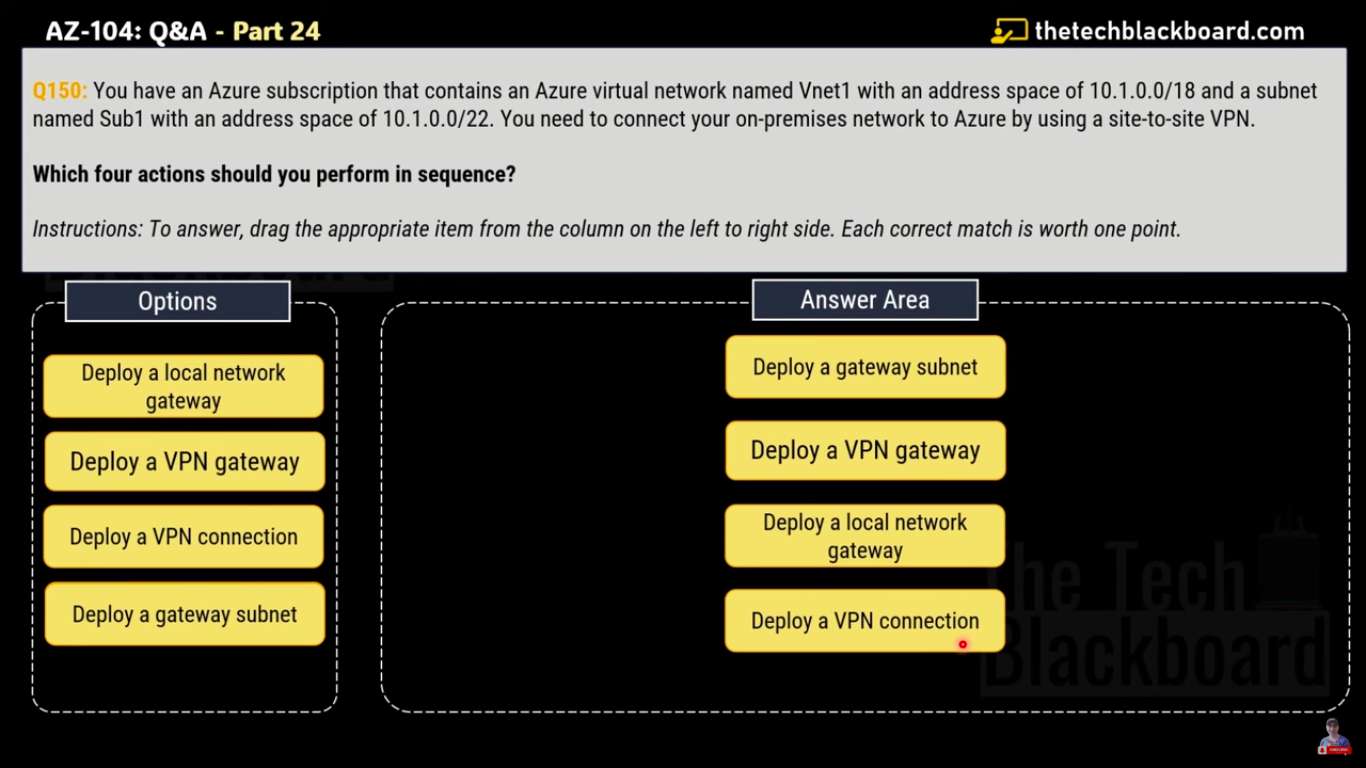 AZ-104: Q&A - Part 24
thetechblackboard.com
Q150: You have an Azure subscription that contains an Azure virtual network named Vnet1 with an address space of 10.1.0.0/18 and a subnet
named Sub1 with an address space of 10.1.0.0/22. You need to connect your on-premises network to Azure by using a site-to-site VPN.
Which four actions should you perform in sequence?
Instructions: To answer, drag the appropriate item from the column on the left to right side. Each correct match is worth one point.
Options
Deploy a local network
gateway
Deploy a VPN gateway
Deploy a VPN connection
Deploy a gateway subnet
Answer Area
Deploy a gateway subnet
Deploy a VPN gateway
Deploy a local network
gateway
Deploy a VPN connection
The Tech
Blackboard